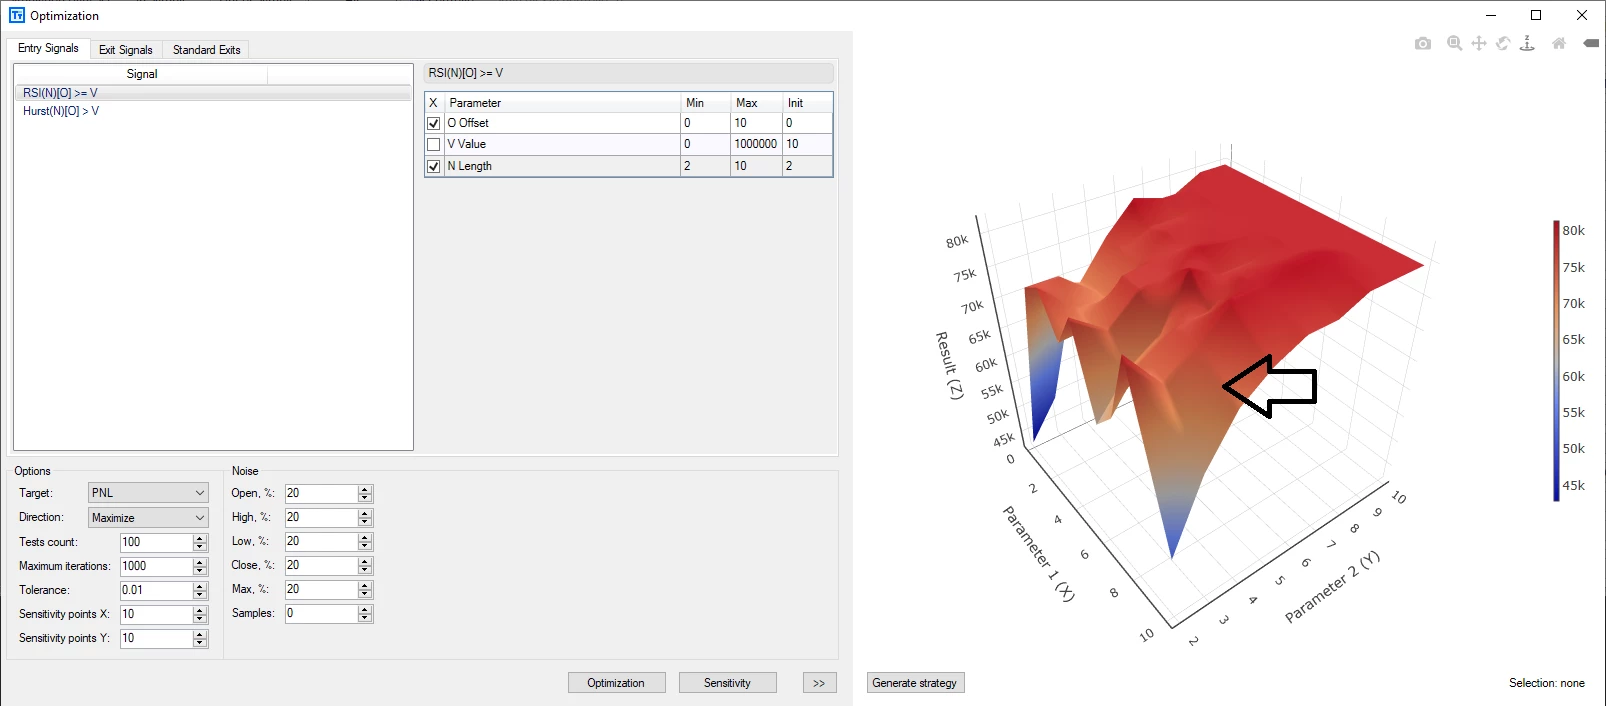 Optimization
Entry Signals Exit Signals Standard Exits
Signal
RSI(N)[O] >= V
Hurst(N)[O] > V
RSI(N)[O] >= V
X Parameter Min Max Init
O Offset 0 10 0
V Value 0 1000000 10
N Length 2 10 2
Options
Target: PNL
Direction: Maximize
Tests count: 100
Maximum iterations: 1000
Tolerance: 0.01
Sensitivity points X: 10
Sensitivity points Y: 10
Noise
Open, %: 20
High, %: 20
Low, %: 20
Close, %: 20
Max, %: 20
Samples: 0
Optimization Sensitivity >>
80k
75k
70k
65k
60k
55k
50k
45k
Result (Z)
0
2
4
6
8
10
Parameter 1 (X)
2
3
4
5
6
7
8
9
10
Parameter 2 (Y)
80k
75k
70k
65k
60k
55k
50k
45k
Generate strategy
Selection: none